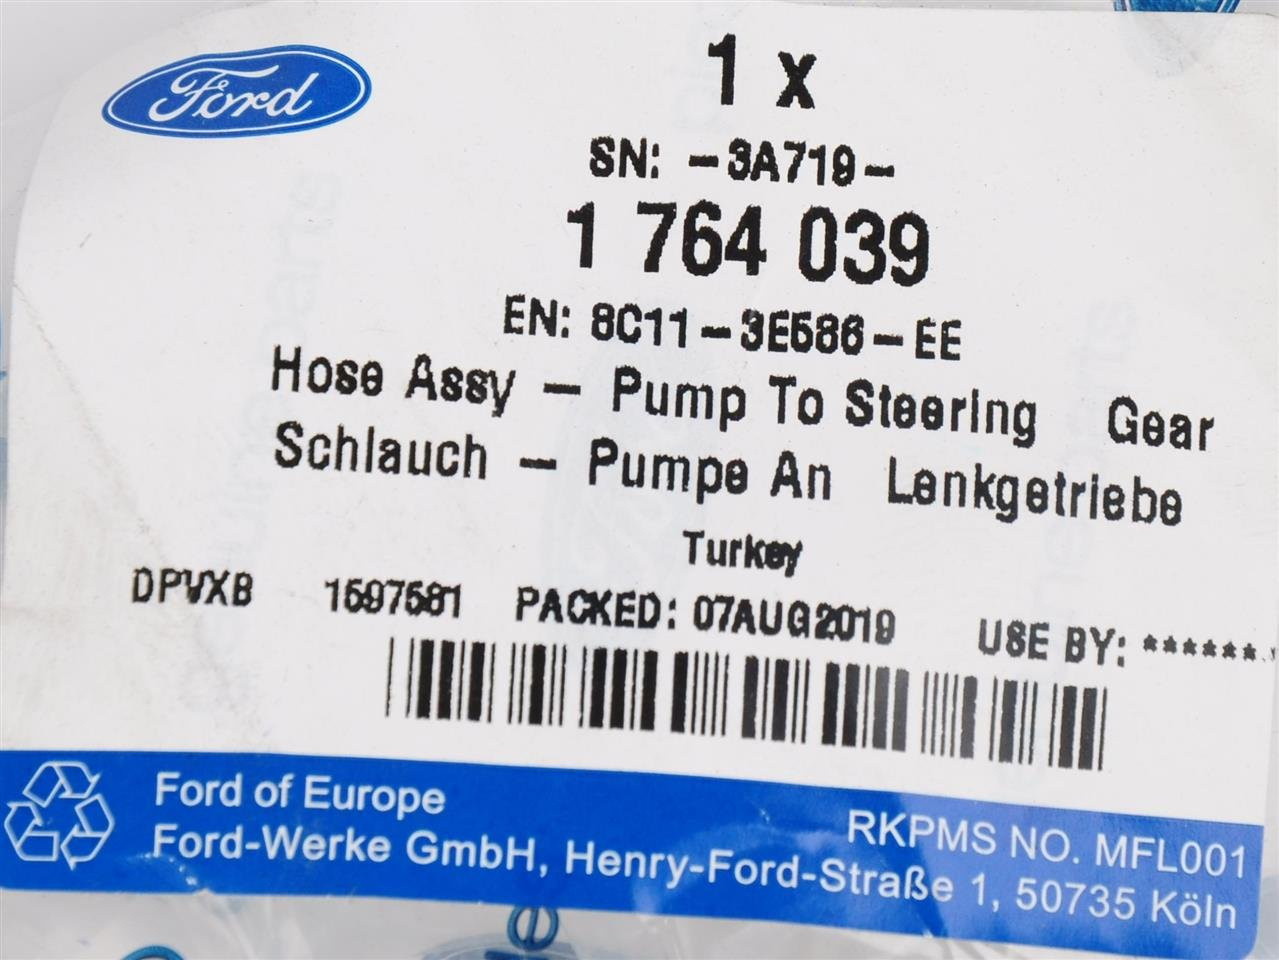 Ford
1 x
SN: -3A719-
1 764 039
EN: 8C11-3E586-EE
Hose Assy - Pump To Steering Gear
Schlauch - Pumpe An Lenkgetriebe
Turkey
DPVXB 1597581 PACKED: 07AUG2019 USE BY: *******
Ford of Europe
Ford-Werke GmbH, Henry-Ford-Straße 1, 50735 Köln
RKPMS NO. MFL001